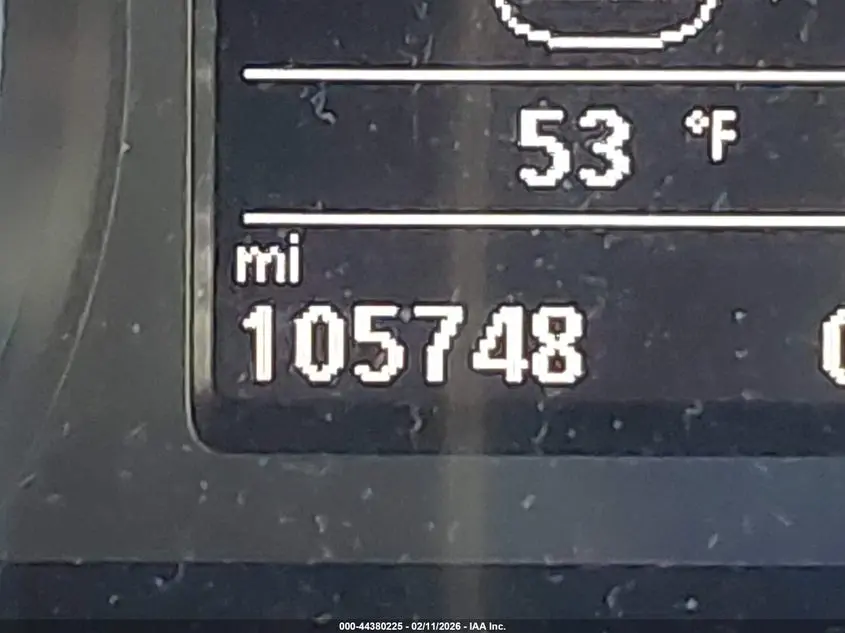 53 °F
mi
105748
000-44380225 - 02/11/2026 - IAA Inc.